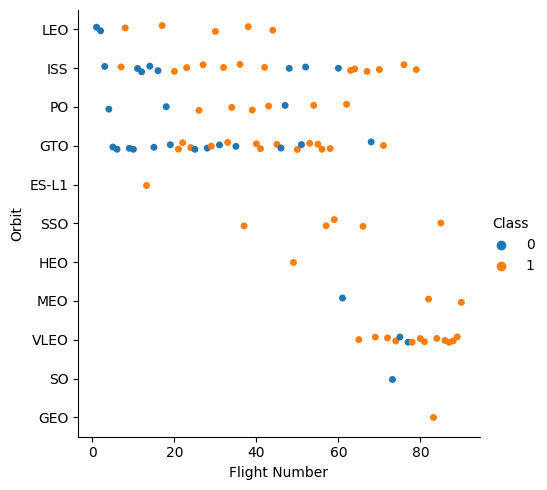 LEO
ISS
PO
GTO
ES-L1
SSO
HEO
MEO
VLEO
SO
GEO
Orbit
0 20 40 60 80
Flight Number
Class
0
1